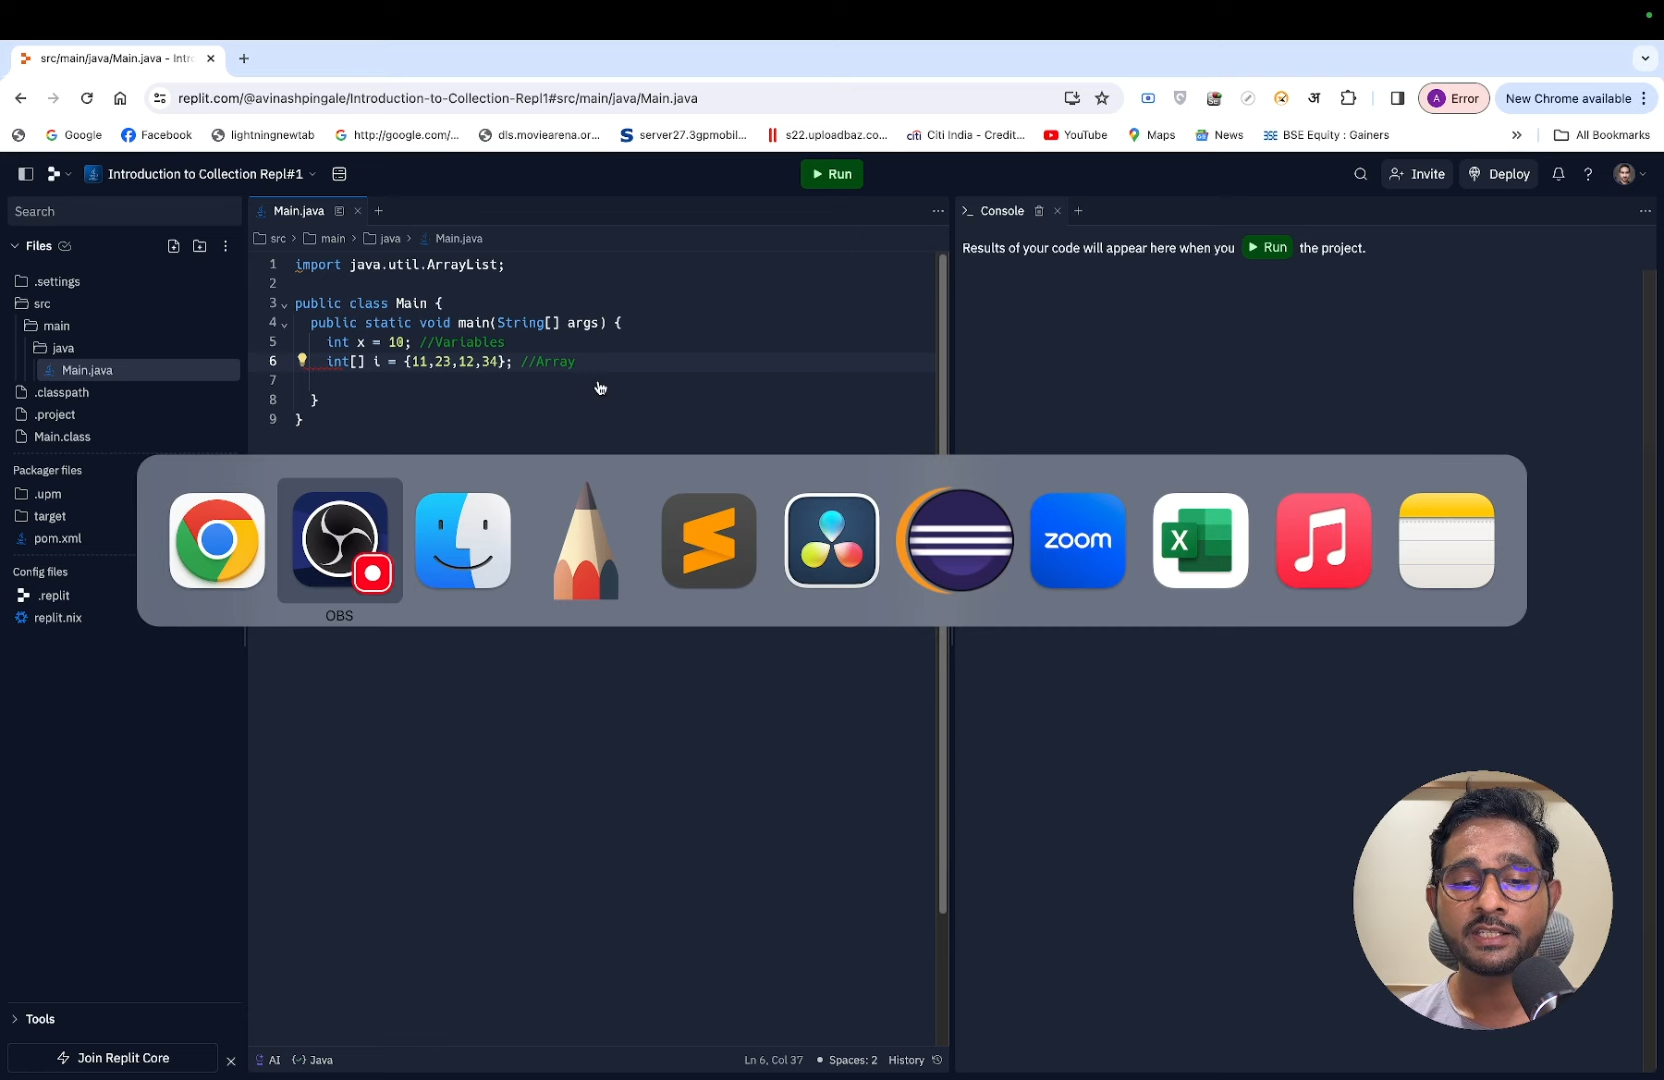 src/main/java/Main.java - Intr
replit.com/@avinashpingale/Introduction-to-Collection-Repl1#src/main/java/Main.java
अ
A Error
New Chrome available
Google
Facebook
lightningnewtab
http://google.com/...
dls.moviearena.or...
server27.3gpmobil...
s22.uploadbaz.co...
Citi India - Credit...
YouTube
Maps
News
BSE Equity : Gainers
»
All Bookmarks
Introduction to Collection Repl#1
Run
Invite
Deploy
?
Search
Main.java
Console
Files
src > main > java > Main.java
Results of your code will appear here when you Run the project.
.settings
src
main
java
Main.java
.classpath
.project
Main.class
Packager files
.upm
target
pom.xml
Config files
.replit
replit.nix
1 import java.util.ArrayList;
2
3 public class Main {
4 public static void main(String[] args) {
5 int x = 10; //Variables
6 int[] i = {11,23,12,34}; //Array
7
8 }
9 }
zoom
X
OBS
Tools
Join Replit Core
AI
Java
Ln 6, Col 37
Spaces: 2
History